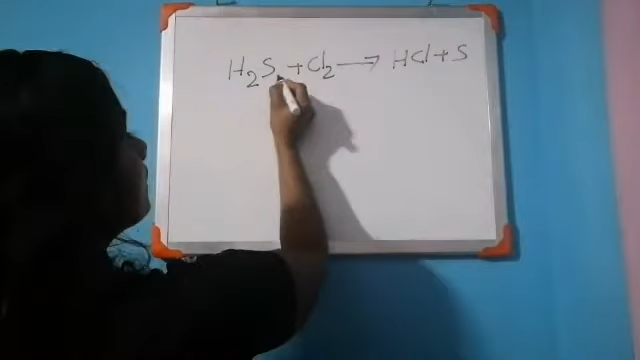 H₂S + Cl₂ → HCl + S